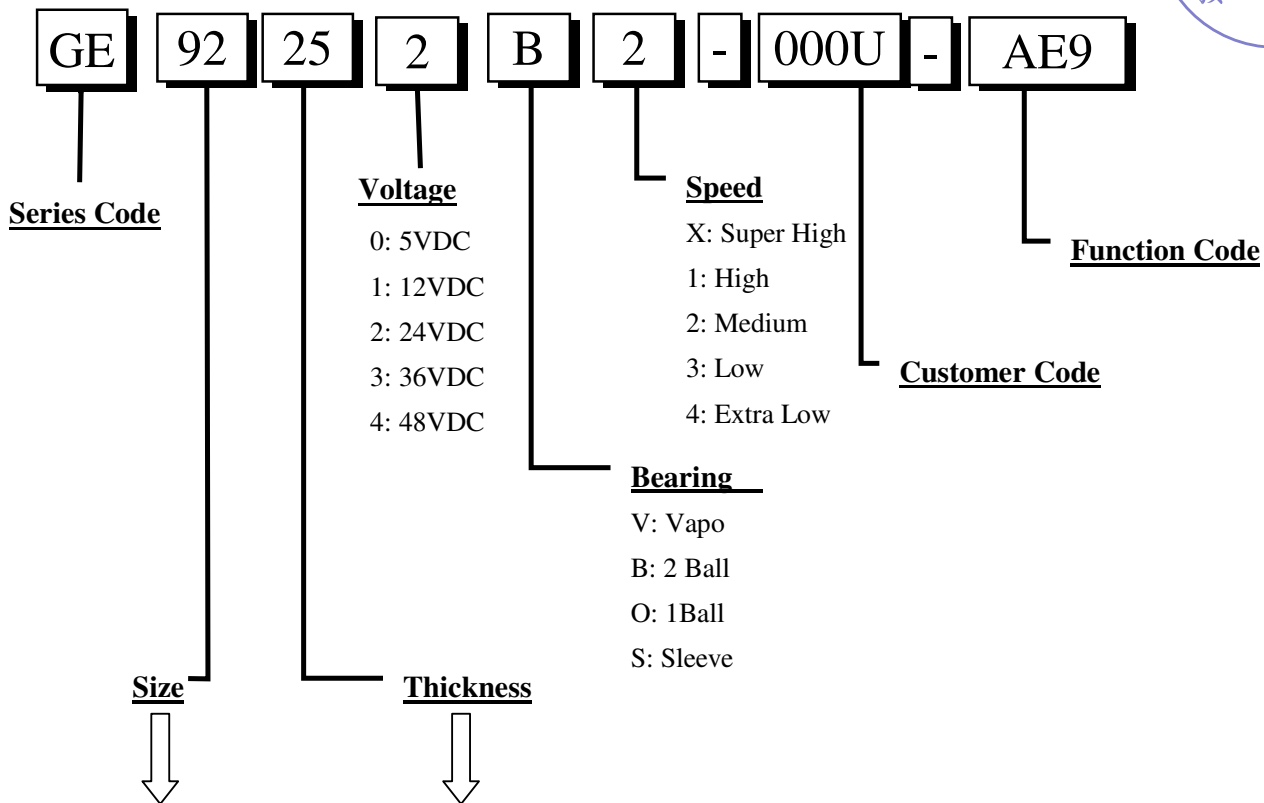 GE 92 25 2 B 2 - 000U - AE9
Series Code
Voltage
0: 5VDC
1: 12VDC
2: 24VDC
3: 36VDC
4: 48VDC
Speed
X: Super High
1: High
2: Medium
3: Low
4: Extra Low
Function Code
Customer Code
Bearing
V: Vapo
B: 2 Ball
O: 1Ball
S: Sleeve
Size
Thickness